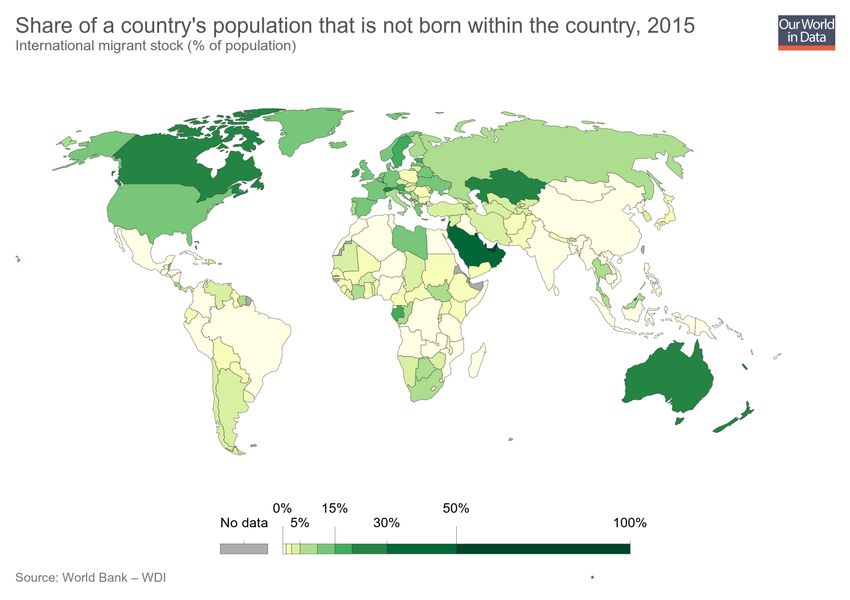 Share of a country's population that is not born within the country, 2015
International migrant stock (% of population)
Our World
in Data
0% 15% 50%
No data 5% 30% 100%
Source: World Bank – WDI